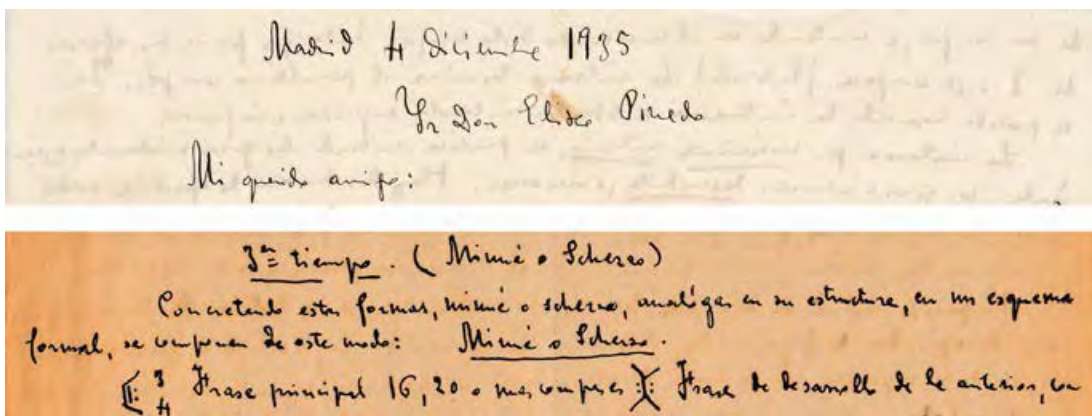 Madrid 4 diciembre 1935
Sr Don Eliseo Pinedo
Mi querido amigo:
3er tiempo. (Minué o Scherzo)
Concretando estas formas, minué o scherzo, análogas en su estructura, en un esquema
formal, se componen de este modo: Minué o Scherzo.
3 4 Frase principal 16, 20 o mas compases Frase de desarrollo de la anterior, con